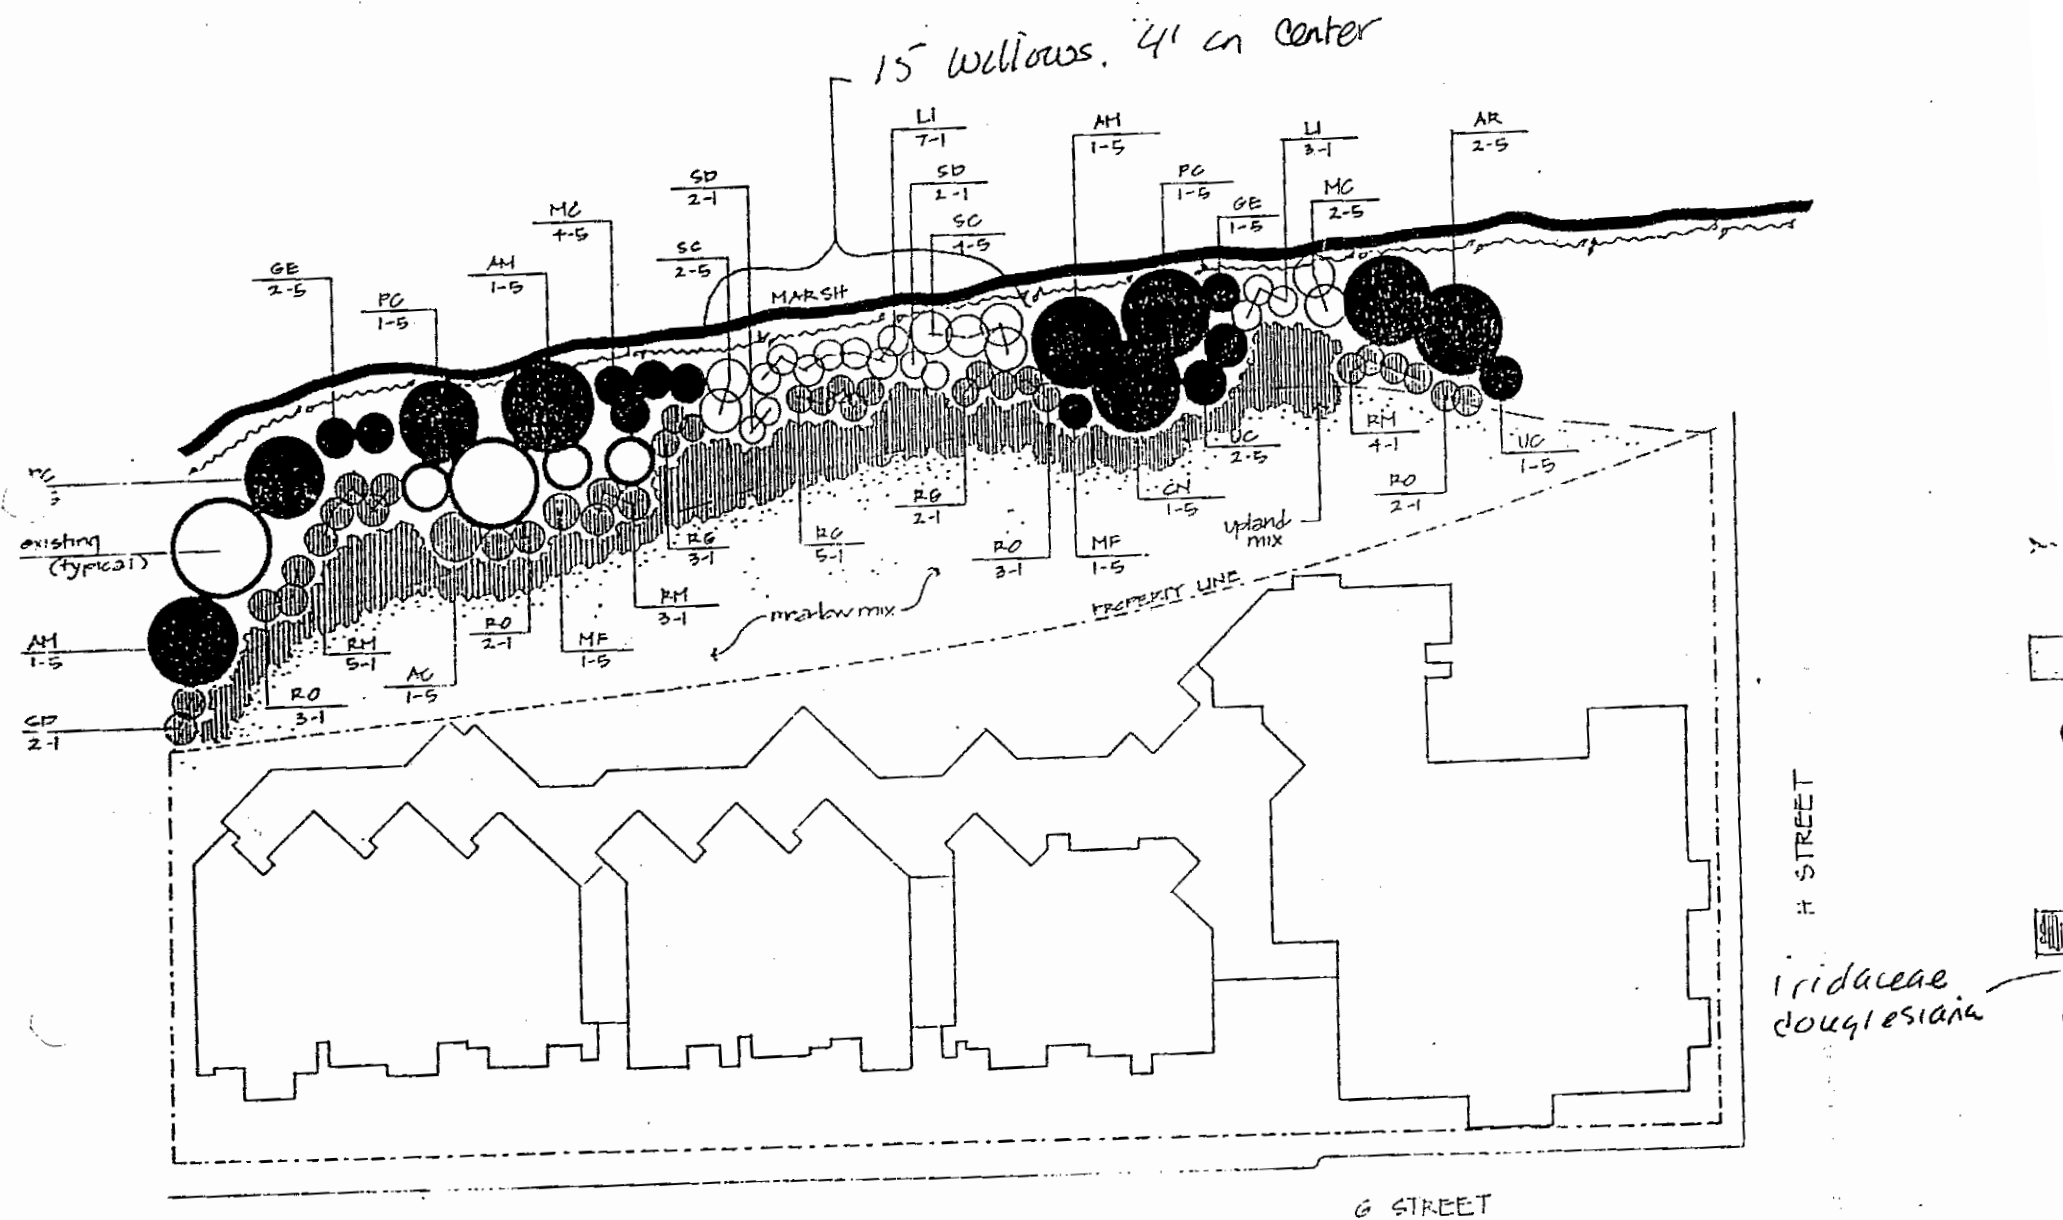 15 Willows. 4' on Center
LI
7-1
AM
1-5
LI
3-1
AR
2-5
SD
2-1
SD
2-1
PC
1-5
MC
2-5
GE
1-5
MC
4-5
SC
4-5
SC
2-5
AM
1-5
GE
2-5
PC
1-5
MARSH
existing
(typical)
AM
1-5
2-1
RO
3-1
RM
5-1
AC
1-5
RO
2-1
MF
1-5
RM
3-1
RG
3-1
RG
5-1
RG
2-1
RO
3-1
MF
1-5
CN
1-5
UC
2-5
upland
mix
RM
4-1
RO
2-1
UC
1-5
meadow mix
PROPERTY LINE
H STREET
iridaceae
douglesiana
G STREET